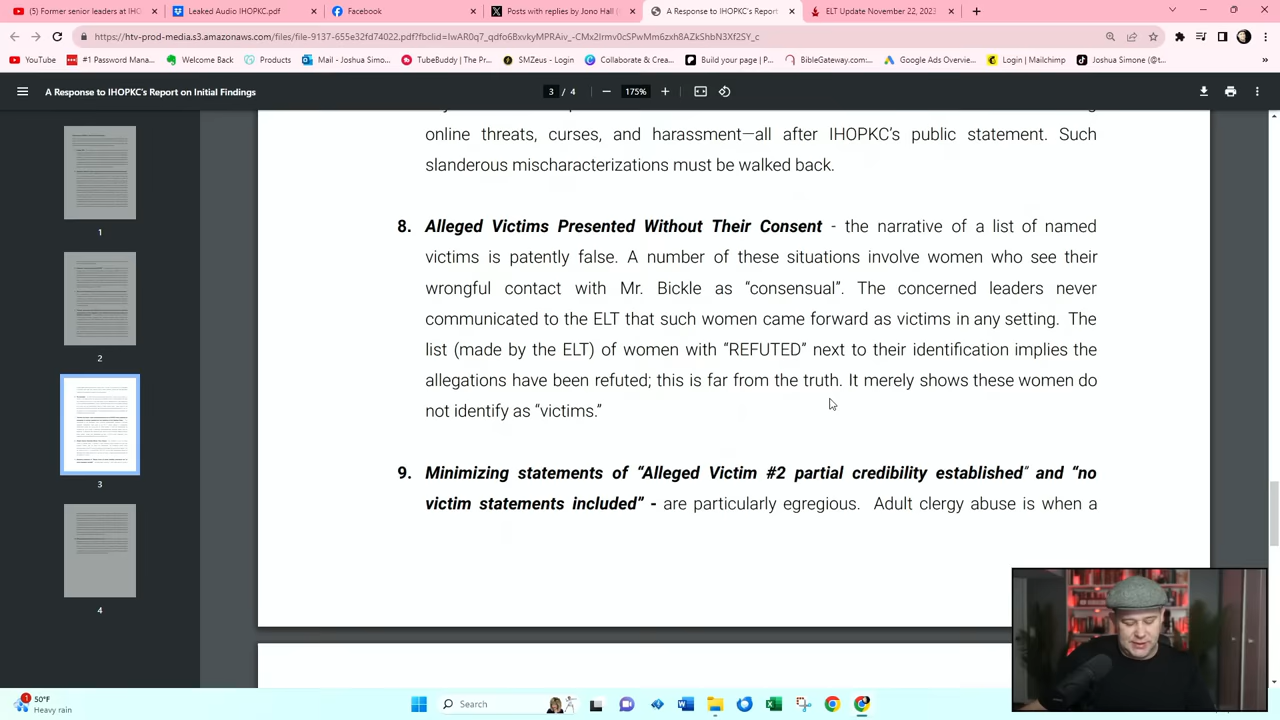 (5) Former senior leaders at IHC
Leaked Audio IHOPKC.pdf
Facebook
Posts with replies by Jono Hall (
A Response to IHOPKC's Report
ELT Update November 22, 2023
https://htv-prod-media.s3.amazonaws.com/files/file-9137-655e32fd74022.pdf?fbclid=IwAR0q7_qdfo6BxvkyMPRAiv_-CMx2Irmv0cSPwMm6zxh8AZkShbN3Xf2SY_c
YouTube
#1 Password Mana...
Welcome Back
Products
Mail - Joshua Simo...
TubeBuddy | The Pr...
SMZeus - Login
Collaborate & Crea...
Build your page | P...
BibleGateway.com:...
Google Ads Overvie...
Login | Mailchimp
Joshua Simone (@t...
A Response to IHOPKC's Report on Initial Findings
3 / 4
175%
online threats, curses, and harassment—all after IHOPKC's public statement. Such
slanderous mischaracterizations must be walked back.
8. Alleged Victims Presented Without Their Consent - the narrative of a list of named
victims is patently false. A number of these situations involve women who see their
wrongful contact with Mr. Bickle as “consensual”. The concerned leaders never
communicated to the ELT that such women came forward as victims in any setting. The
list (made by the ELT) of women with “REFUTED” next to their identification implies the
allegations have been refuted; this is far from the truth. It merely shows these women do
not identify as “victims.”
9. Minimizing statements of “Alleged Victim #2 partial credibility established” and “no
victim statements included” - are particularly egregious. Adult clergy abuse is when a
1
2
3
4
1
50°F
Heavy rain
Search